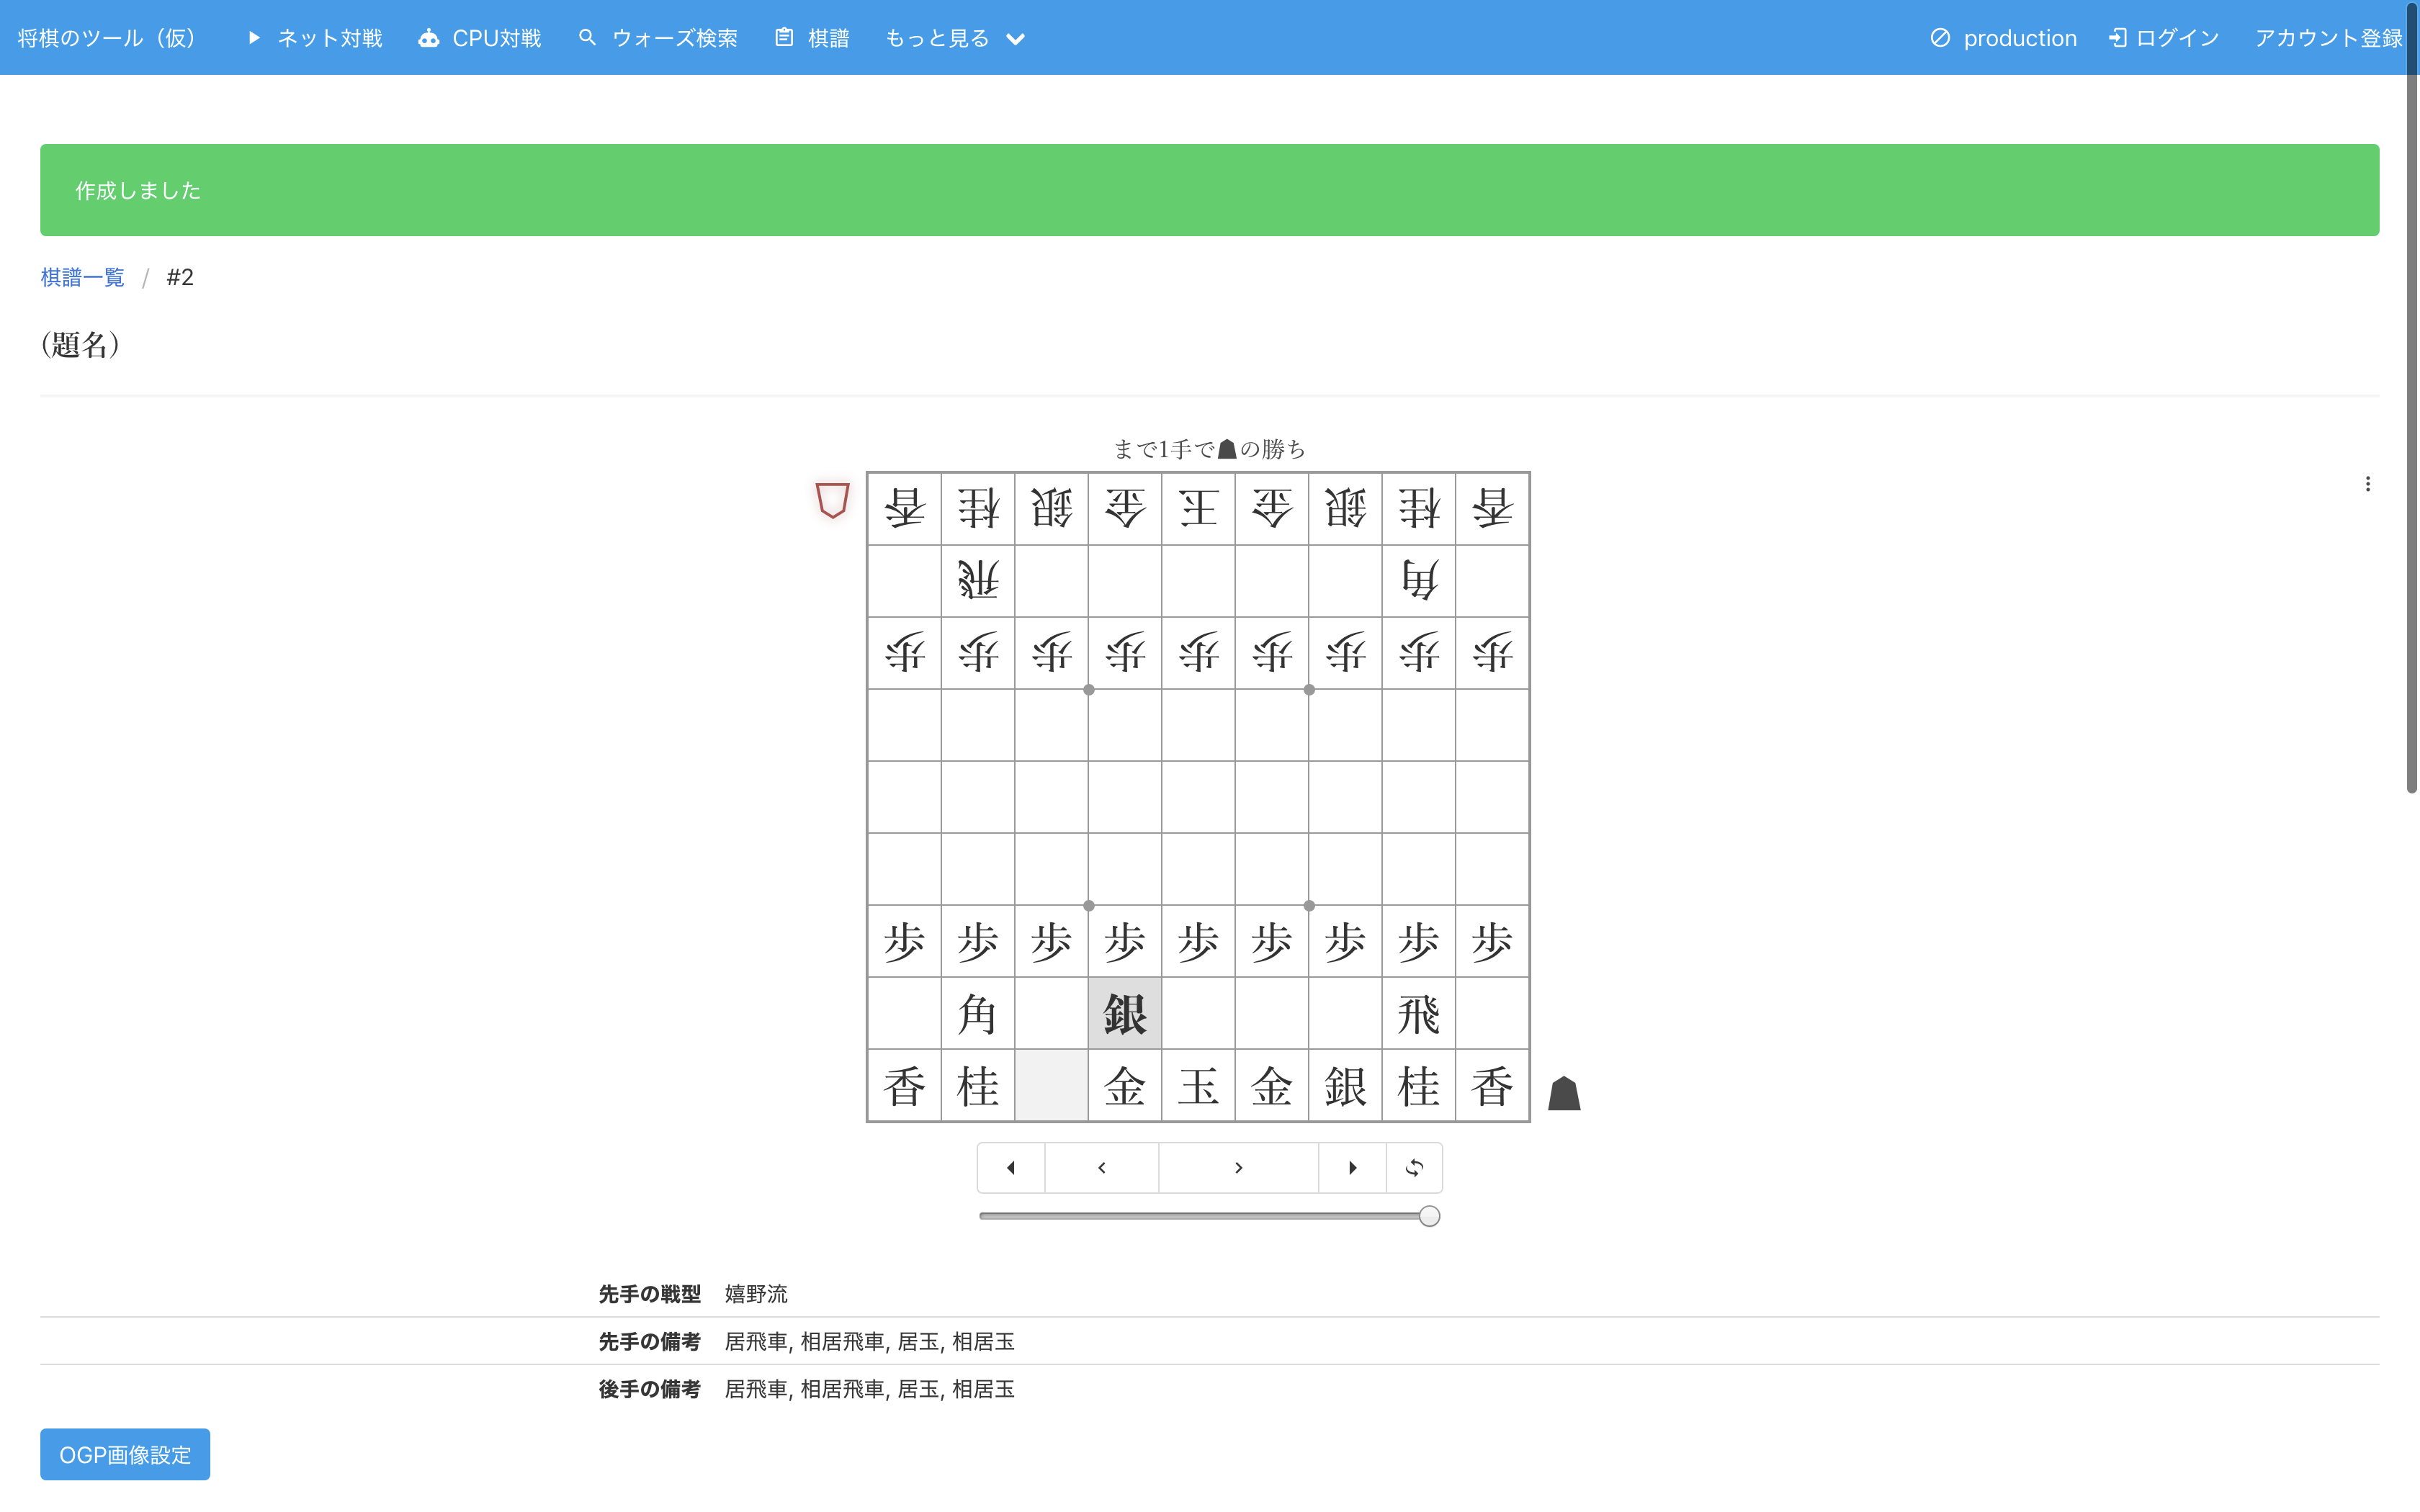 将棋のツール（仮） ネット対戦 CPU対戦 ウォーズ検索 棋譜 もっと見る production ログイン アカウント登録
作成しました
棋譜一覧 / #2
(題名)
まで1手で☗の勝ち
香桂銀金王金銀桂香
飛角
歩歩歩歩歩歩歩歩歩
歩歩歩歩歩歩歩歩歩
角銀飛
香桂金玉金銀桂香
先手の戦型 嬉野流
先手の備考 居飛車, 相居飛車, 居玉, 相居玉
後手の備考 居飛車, 相居飛車, 居玉, 相居玉
OGP画像設定